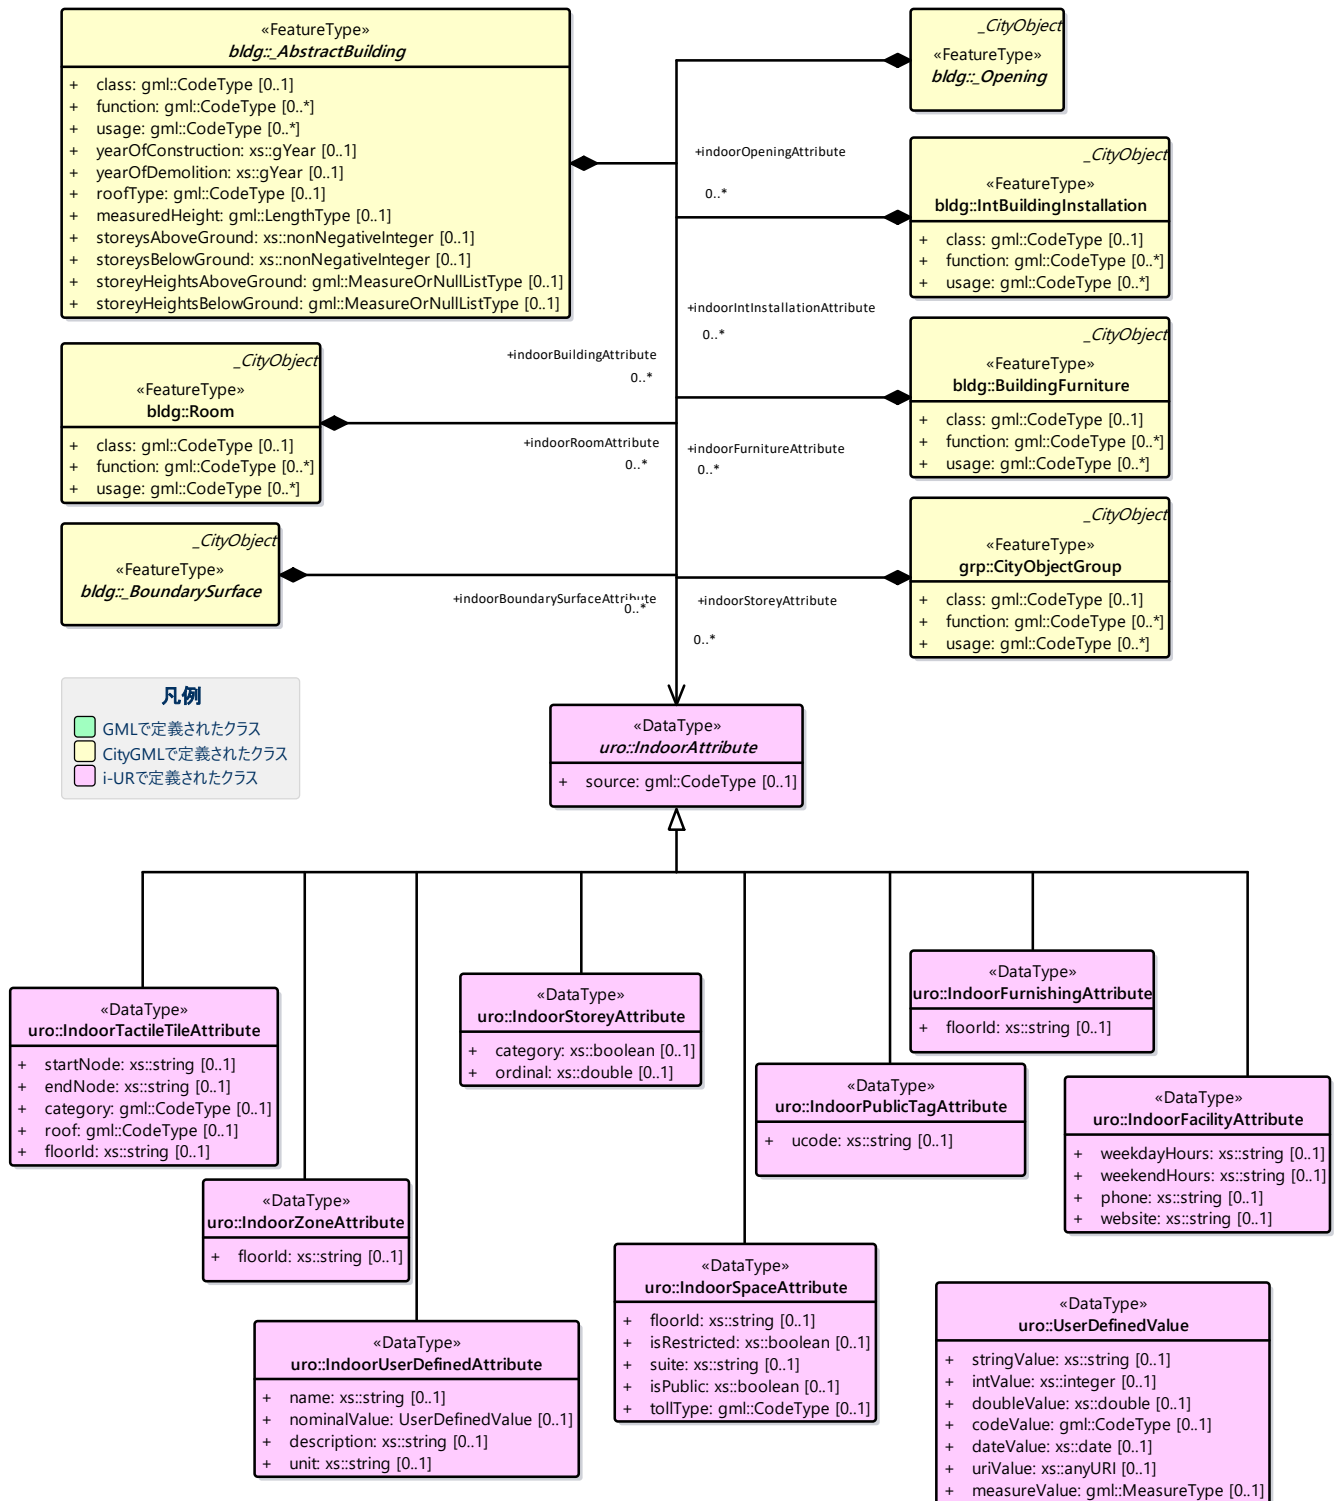 «FeatureType»
bldg::_AbstractBuilding
+ class: gml::CodeType [0..1]
+ function: gml::CodeType [0..*]
+ usage: gml::CodeType [0..*]
+ yearOfConstruction: xs::gYear [0..1]
+ yearOfDemolition: xs::gYear [0..1]
+ roofType: gml::CodeType [0..1]
+ measuredHeight: gml::LengthType [0..1]
+ storeysAboveGround: xs::nonNegativeInteger [0..1]
+ storeysBelowGround: xs::nonNegativeInteger [0..1]
+ storeyHeightsAboveGround: gml::MeasureOrNullListType [0..1]
+ storeyHeightsBelowGround: gml::MeasureOrNullListType [0..1]
_CityObject
«FeatureType»
bldg::_Opening
+indoorOpeningAttribute
0..*
_CityObject
«FeatureType»
bldg::IntBuildingInstallation
+ class: gml::CodeType [0..1]
+ function: gml::CodeType [0..*]
+ usage: gml::CodeType [0..*]
+indoorIntInstallationAttribute
0..*
+indoorBuildingAttribute
0..*
_CityObject
«FeatureType»
bldg::Room
+ class: gml::CodeType [0..1]
+ function: gml::CodeType [0..*]
+ usage: gml::CodeType [0..*]
+indoorRoomAttribute
0..*
_CityObject
«FeatureType»
bldg::BuildingFurniture
+ class: gml::CodeType [0..1]
+ function: gml::CodeType [0..*]
+ usage: gml::CodeType [0..*]
+indoorFurnitureAttribute
0..*
_CityObject
«FeatureType»
bldg::_BoundarySurface
+indoorBoundarySurfaceAttribute
0..*
_CityObject
«FeatureType»
grp::CityObjectGroup
+ class: gml::CodeType [0..1]
+ function: gml::CodeType [0..*]
+ usage: gml::CodeType [0..*]
+indoorStoreyAttribute
0..*
凡例
GMLで定義されたクラス
CityGMLで定義されたクラス
i-URで定義されたクラス
«DataType»
uro::IndoorAttribute
+ source: gml::CodeType [0..1]
«DataType»
uro::IndoorTactileTileAttribute
+ startNode: xs::string [0..1]
+ endNode: xs::string [0..1]
+ category: gml::CodeType [0..1]
+ roof: gml::CodeType [0..1]
+ floorId: xs::string [0..1]
«DataType»
uro::IndoorStoreyAttribute
+ category: xs::boolean [0..1]
+ ordinal: xs::double [0..1]
«DataType»
uro::IndoorFurnishingAttribute
+ floorId: xs::string [0..1]
«DataType»
uro::IndoorPublicTagAttribute
+ ucode: xs::string [0..1]
«DataType»
uro::IndoorFacilityAttribute
+ weekdayHours: xs::string [0..1]
+ weekendHours: xs::string [0..1]
+ phone: xs::string [0..1]
+ website: xs::string [0..1]
«DataType»
uro::IndoorZoneAttribute
+ floorId: xs::string [0..1]
«DataType»
uro::IndoorSpaceAttribute
+ floorId: xs::string [0..1]
+ isRestricted: xs::boolean [0..1]
+ suite: xs::string [0..1]
+ isPublic: xs::boolean [0..1]
+ tollType: gml::CodeType [0..1]
«DataType»
uro::IndoorUserDefinedAttribute
+ name: xs::string [0..1]
+ nominalValue: UserDefinedValue [0..1]
+ description: xs::string [0..1]
+ unit: xs::string [0..1]
«DataType»
uro::UserDefinedValue
+ stringValue: xs::string [0..1]
+ intValue: xs::integer [0..1]
+ doubleValue: xs::double [0..1]
+ codeValue: gml::CodeType [0..1]
+ dateValue: xs::date [0..1]
+ uriValue: xs::anyURI [0..1]
+ measureValue: gml::MeasureType [0..1]